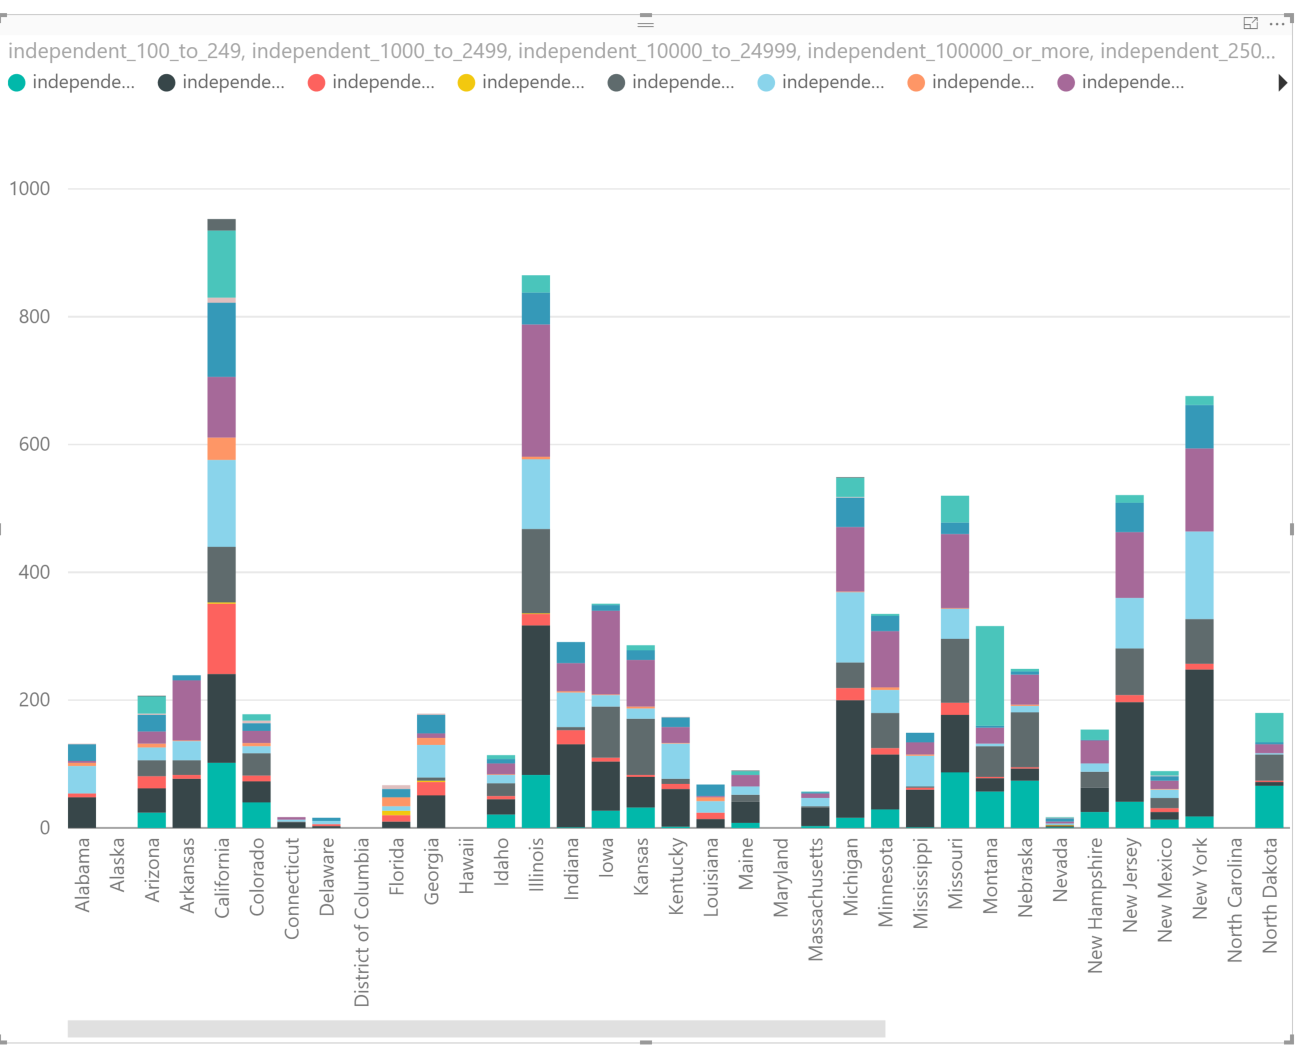 independent_100_to_249, independent_1000_to_2499, independent_10000_to_24999, independent_100000_or_more, independent_250...
independe... independe... independe... independe... independe... independe... independe... independe...
1000
800
600
400
200
0
Alabama
Alaska
Arizona
Arkansas
California
Colorado
Connecticut
Delaware
District of Columbia
Florida
Georgia
Hawaii
Idaho
Illinois
Indiana
Iowa
Kansas
Kentucky
Louisiana
Maine
Maryland
Massachusetts
Michigan
Minnesota
Mississippi
Missouri
Montana
Nebraska
Nevada
New Hampshire
New Jersey
New Mexico
New York
North Carolina
North Dakota